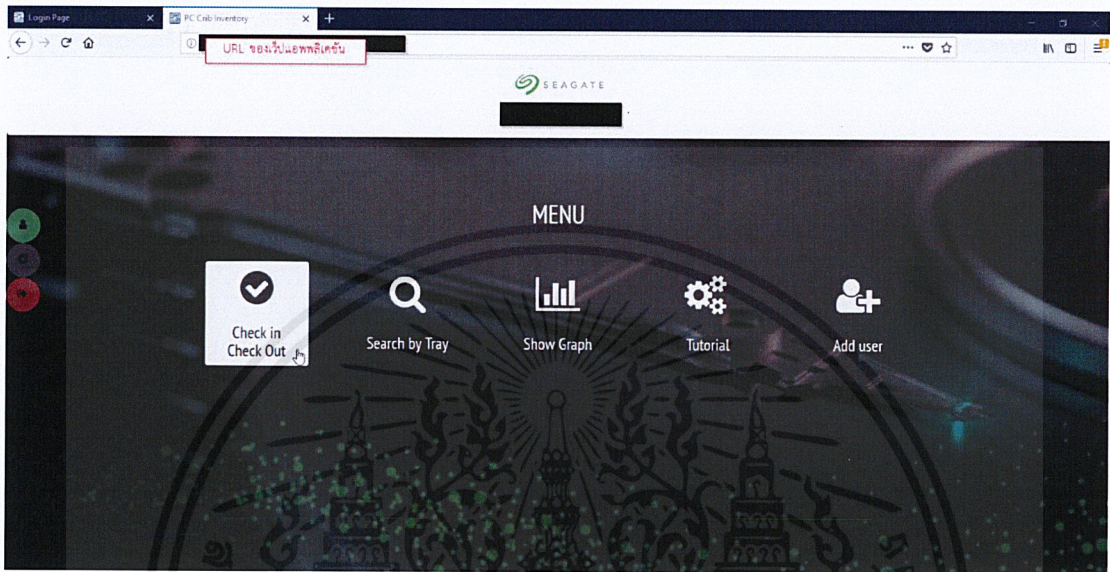 Login Page
PC Crib Inventory
URL ของเว็ปแอพพลิเคชัน
SEAGATE
MENU
Check in
Check Out
Search by Tray
Show Graph
Tutorial
Add user